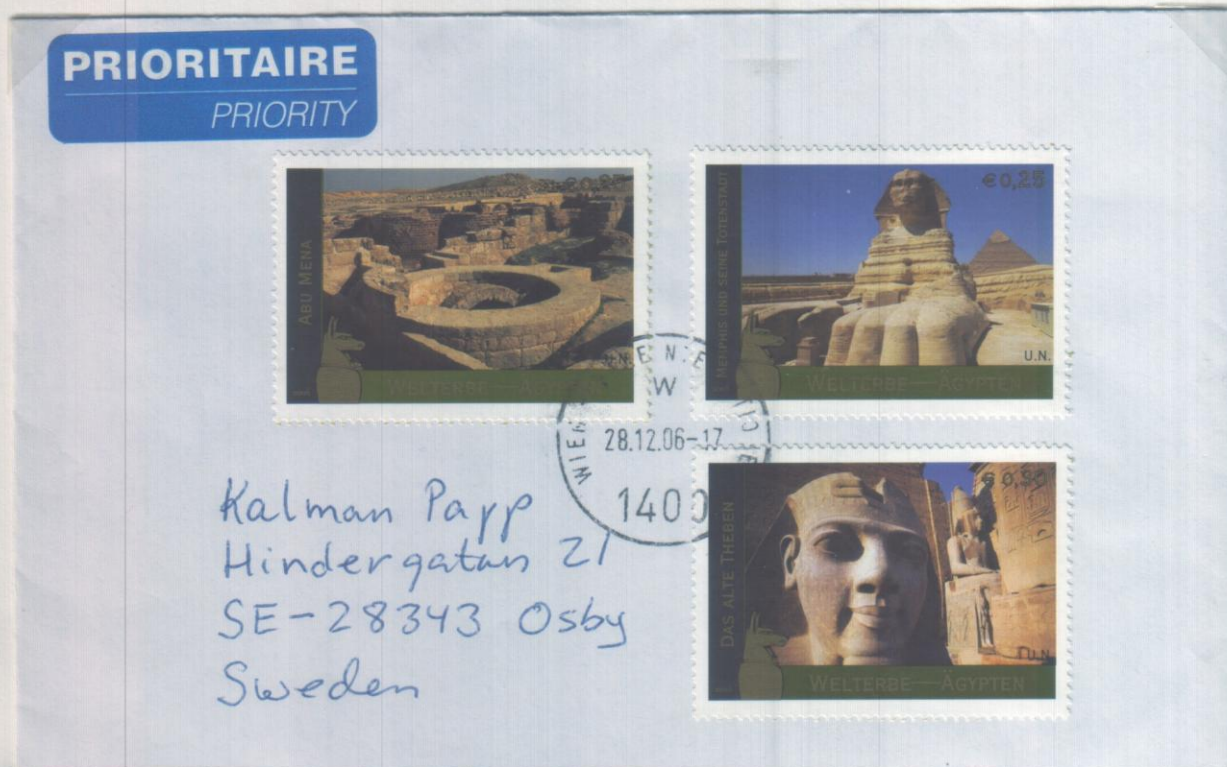 PRIORITAIRE
PRIORITY
ABU MENA
U.N.
WELTERBE—ÄGYPTEN
MEMPHIS UND SEINE TOTENSTADT
€0,25
U.N.
WELTERBE—ÄGYPTEN
WIEN
28.12.06-17
1400
DAS ALTE THEBEN
U.N.
WELTERBE—ÄGYPTEN
Kalman Papp
Hindergatan 21
SE-28343 Osby
Sweden